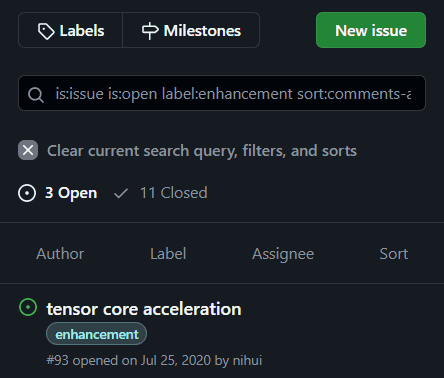 Labels Milestones New issue
is:issue is:open label:enhancement sort:comments-a
Clear current search query, filters, and sorts
3 Open 11 Closed
Author Label Assignee Sort
tensor core acceleration
enhancement
#93 opened on Jul 25, 2020 by nihui